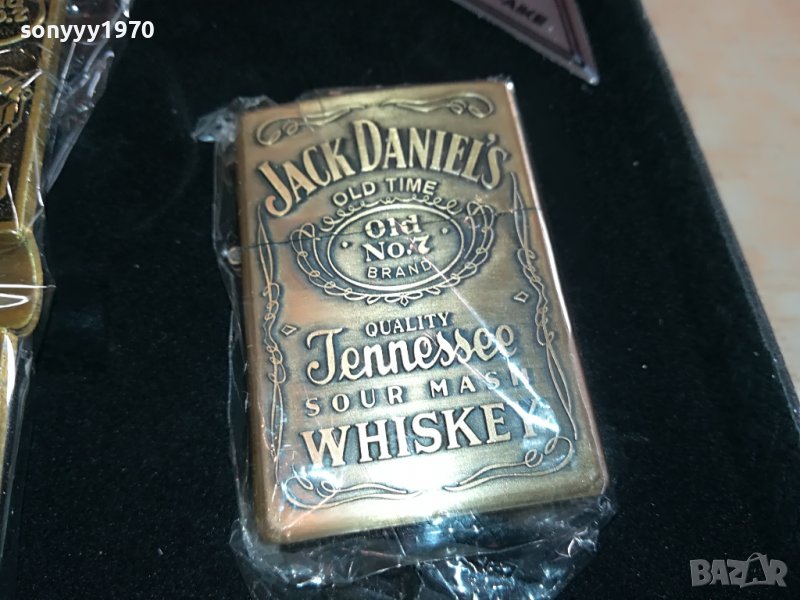 sonyyy1970
JACK DANIEL'S
OLD TIME
Old
No.7
BRAND
QUALITY
Tennessee
SOUR MASH
WHISKEY
BAZAR